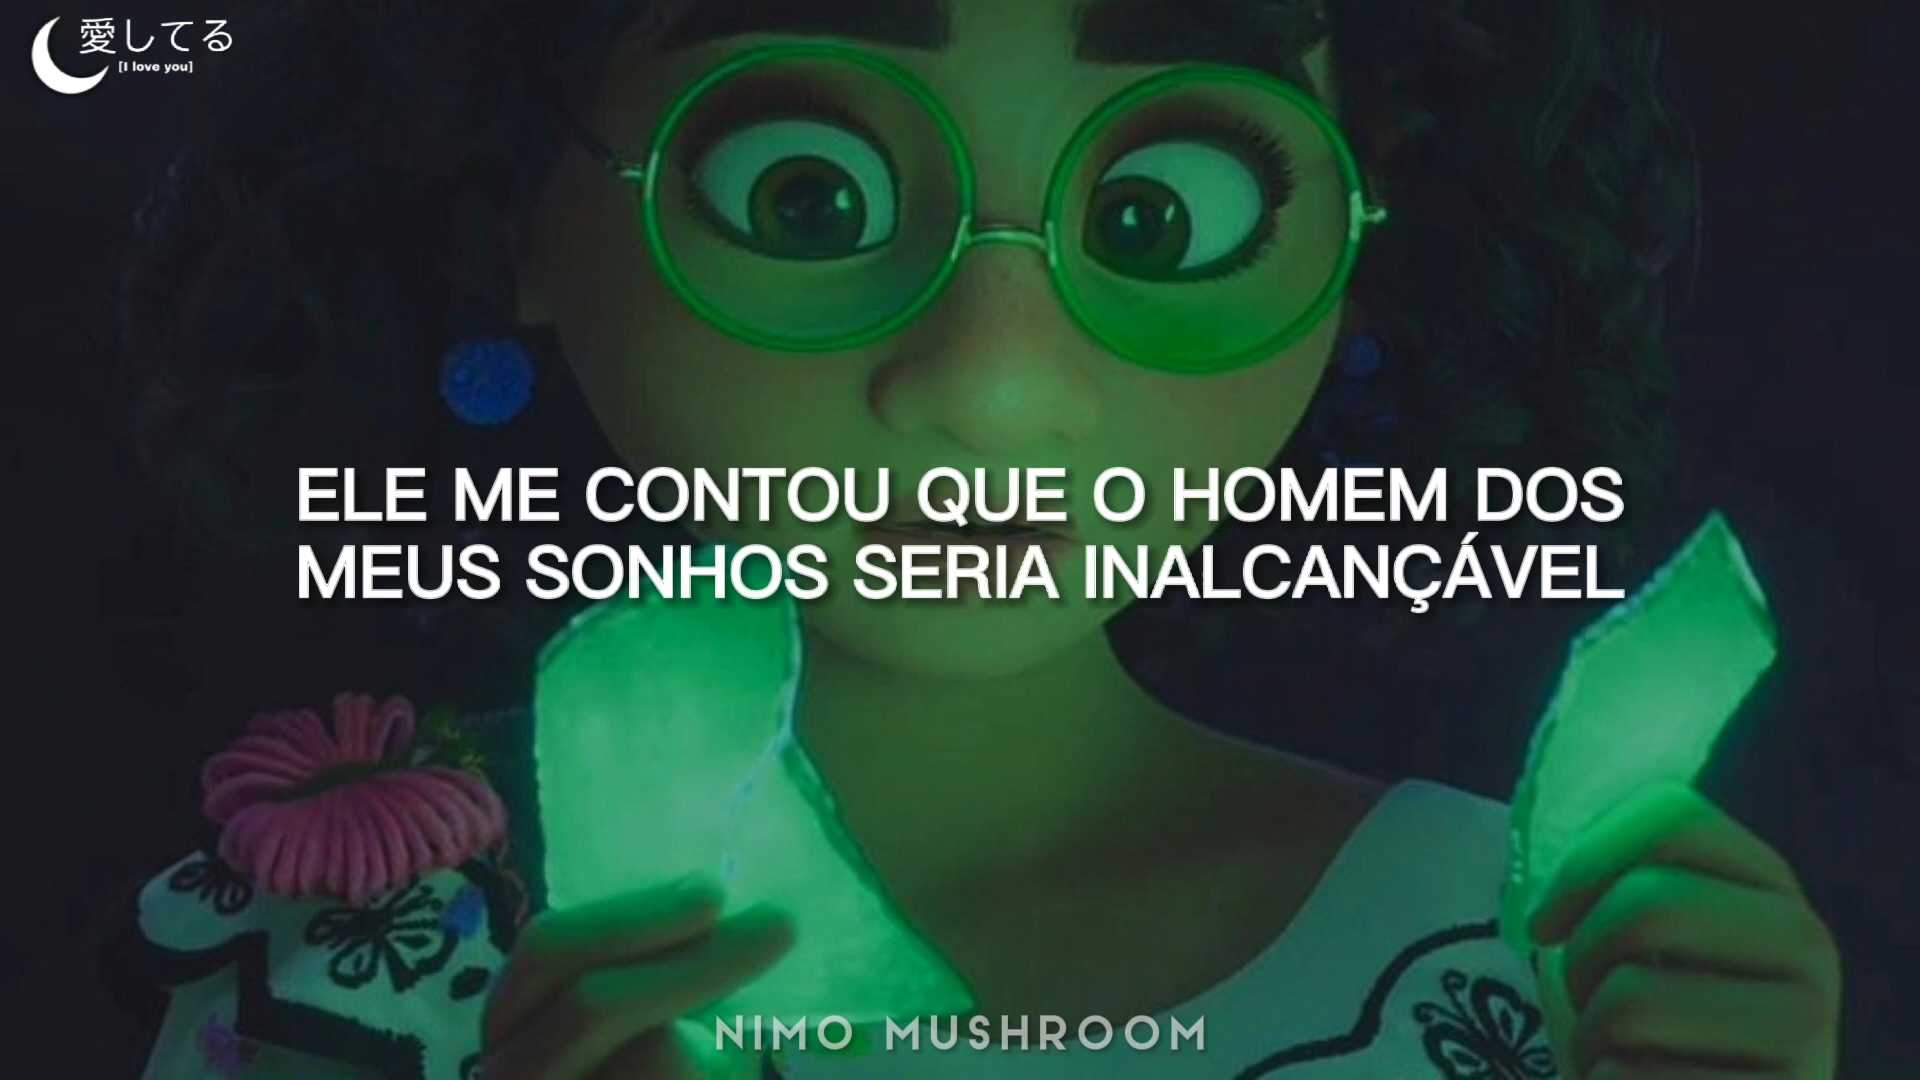 愛してる
[I love you]
ELE ME CONTOU QUE O HOMEM DOS
MEUS SONHOS SERIA INALCANÇÁVEL
NIMO MUSHROOM